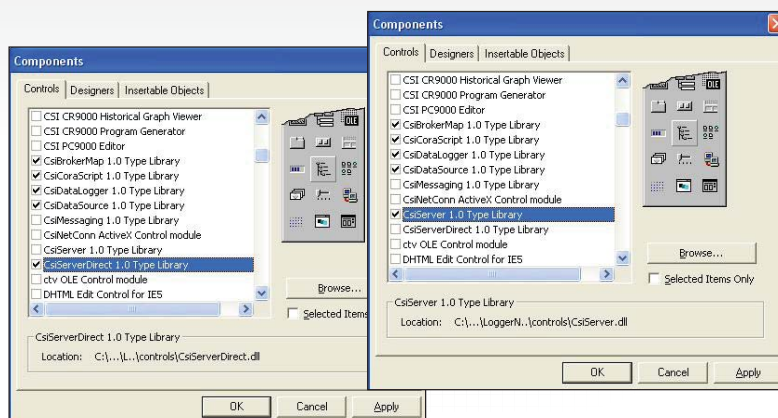 Components
Controls Designers Insertable Objects
CSI CR9000 Historical Graph Viewer
CSI CR9000 Program Generator
CSI PC9000 Editor
CsiBrokerMap 1.0 Type Library
CsiCoraScript 1.0 Type Library
CsiDataLogger 1.0 Type Library
CsiDataSource 1.0 Type Library
CsiMessaging 1.0 Type Library
CsiNetConn ActiveX Control module
CsiServer 1.0 Type Library
CsiServerDirect 1.0 Type Library
ctv OLE Control module
DHTML Edit Control for IE5
OLE
Browse...
Selected Items
CsiServerDirect 1.0 Type Library
Location: C:\...\L..\controls\CsiServerDirect.dll
OK Cancel Apply
Components
Controls Designers Insertable Objects
CSI CR9000 Historical Graph Viewer
CSI CR9000 Program Generator
CSI PC9000 Editor
CsiBrokerMap 1.0 Type Library
CsiCoraScript 1.0 Type Library
CsiDataLogger 1.0 Type Library
CsiDataSource 1.0 Type Library
CsiMessaging 1.0 Type Library
CsiNetConn ActiveX Control module
CsiServer 1.0 Type Library
CsiServerDirect 1.0 Type Library
ctv OLE Control module
DHTML Edit Control for IE5
OLE
Browse...
Selected Items Only
CsiServer 1.0 Type Library
Location: C:\...\LoggerN..\controls\CsiServer.dll
OK Cancel Apply